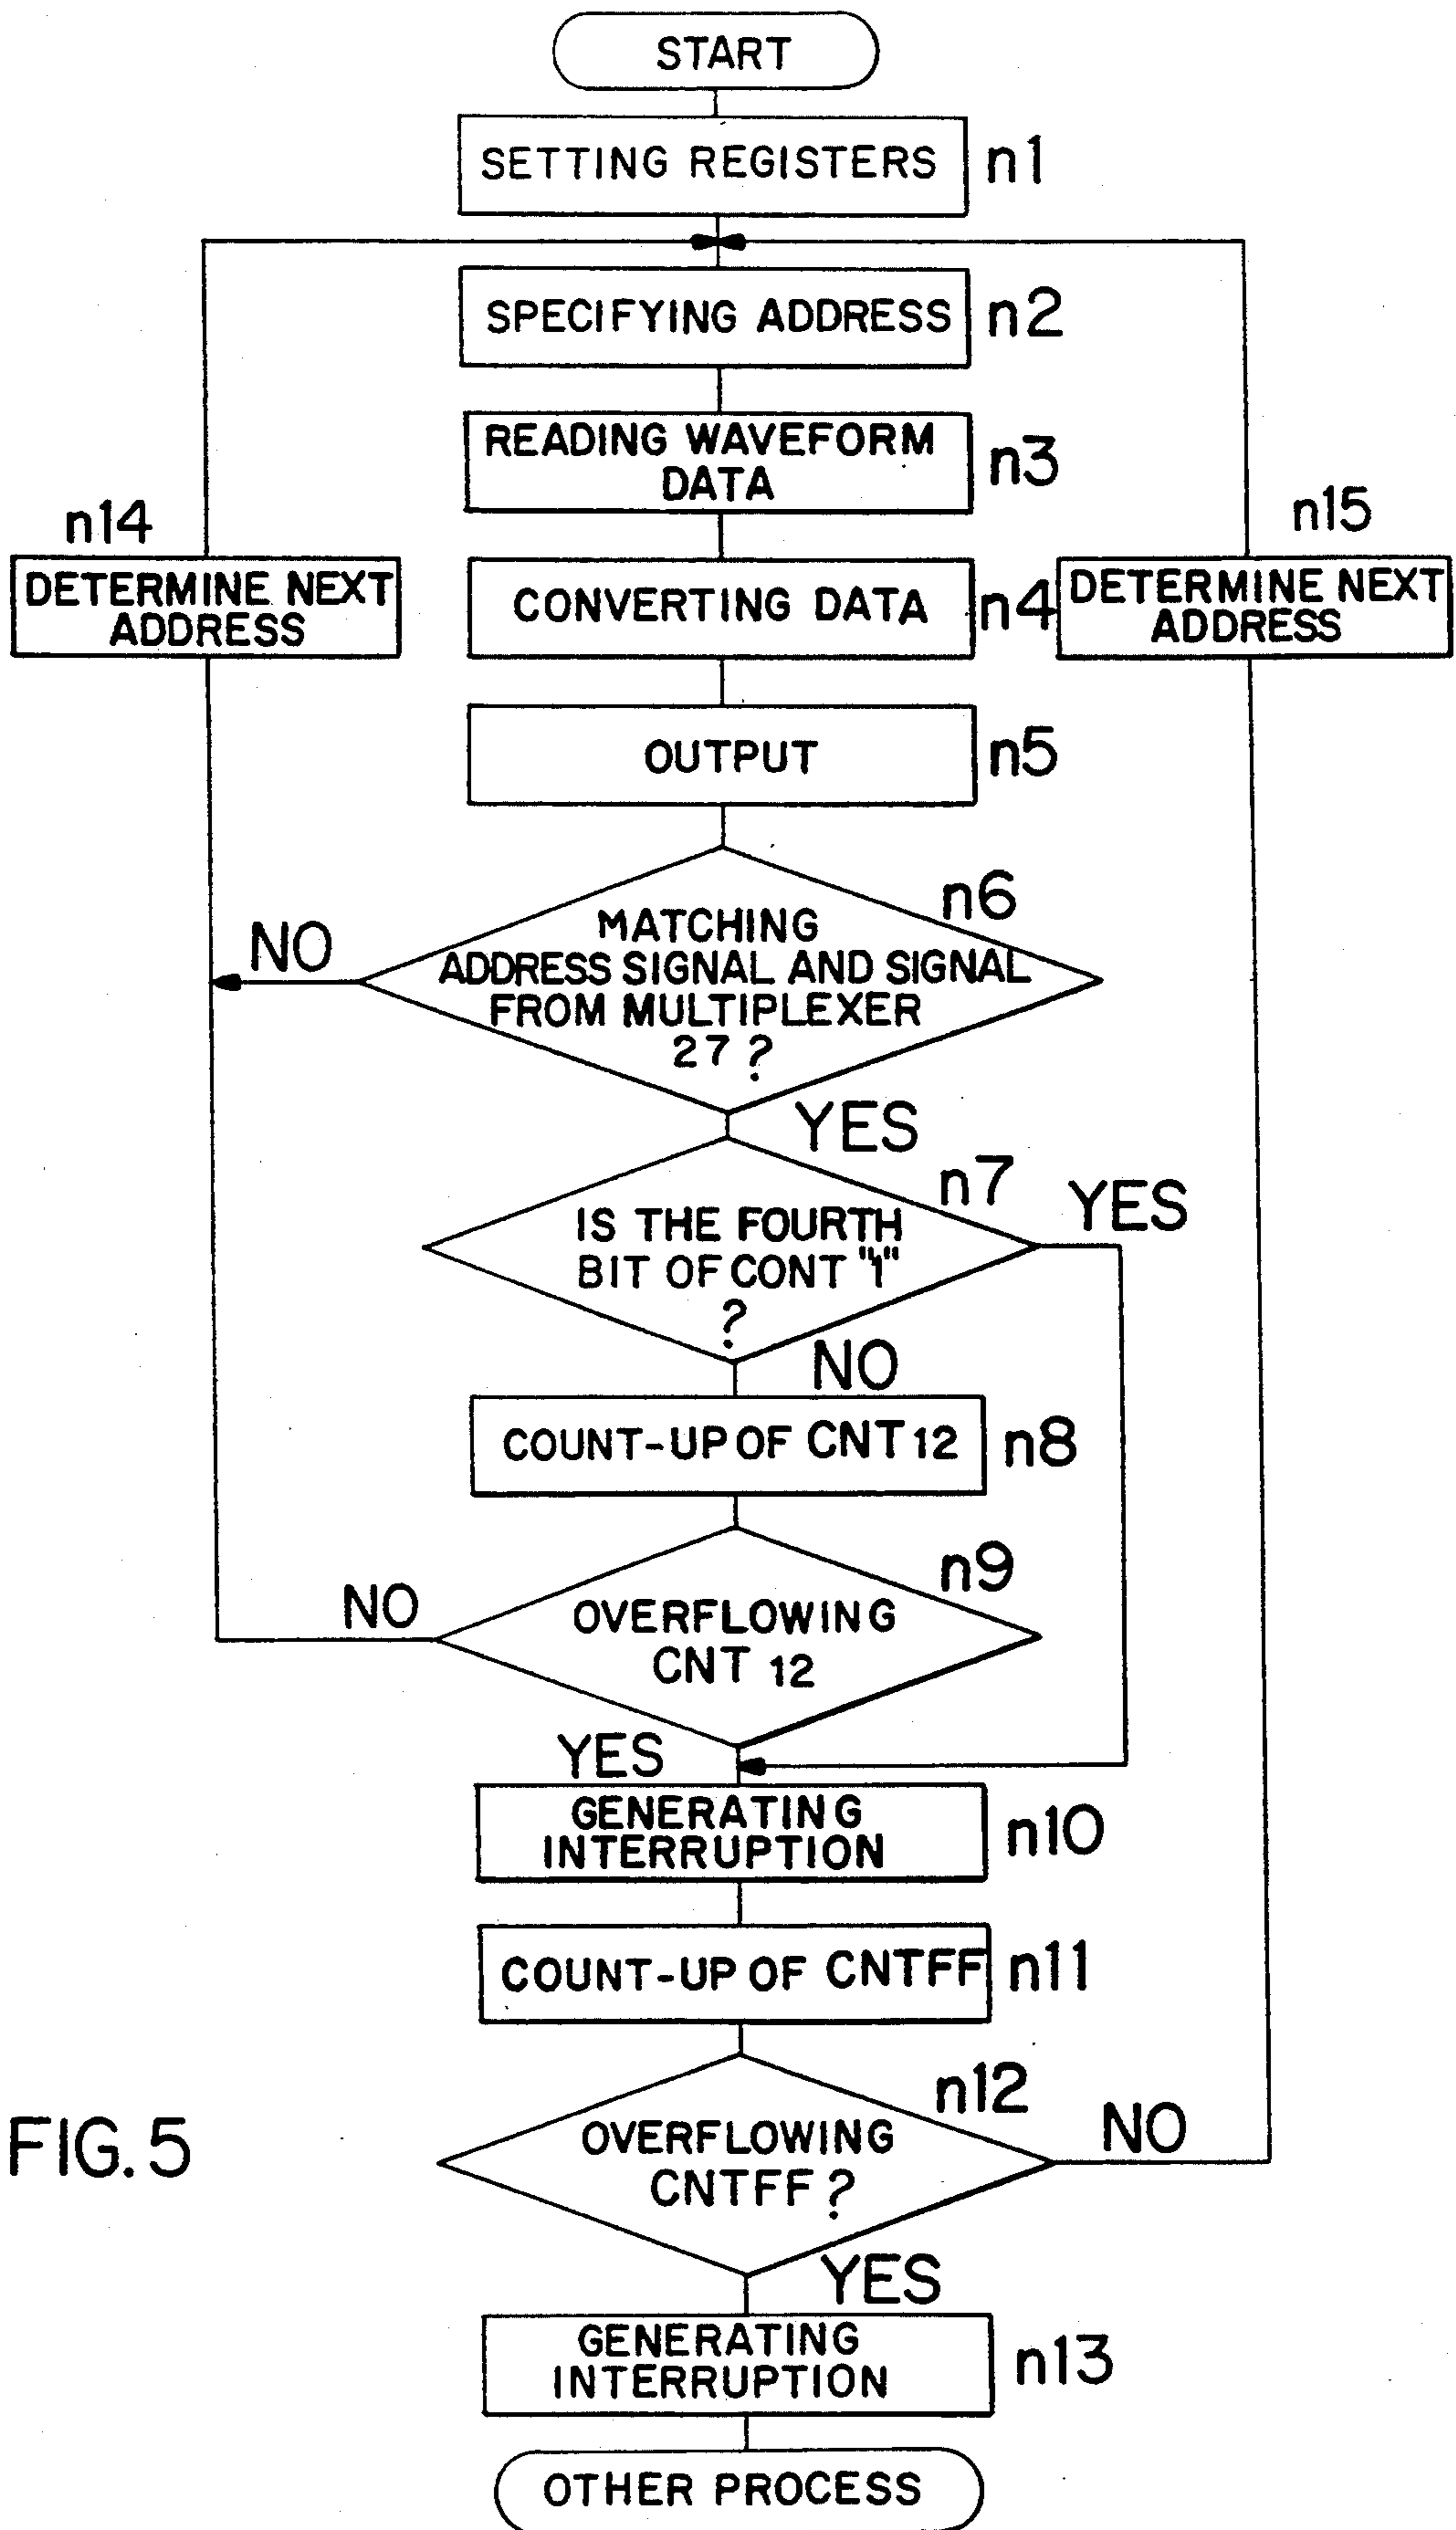 START
SETTING REGISTERS
n1
SPECIFYING ADDRESS
n2
READING WAVEFORM
DATA
n3
n14
DETERMINE NEXT
ADDRESS
CONVERTING DATA
n4
n15
DETERMINE NEXT
ADDRESS
OUTPUT
n5
n6
MATCHING
ADDRESS SIGNAL AND SIGNAL
FROM MULTIPLEXER
27 ?
NO
YES
n7
IS THE FOURTH
BIT OF CONT "1"
?
YES
NO
COUNT-UP OF CNT 12
n8
n9
OVERFLOWING
CNT 12
NO
YES
GENERATING
INTERRUPTION
n10
COUNT-UP OF CNTFF
n11
n12
OVERFLOWING
CNTFF ?
NO
FIG. 5
YES
GENERATING
INTERRUPTION
n13
OTHER PROCESS